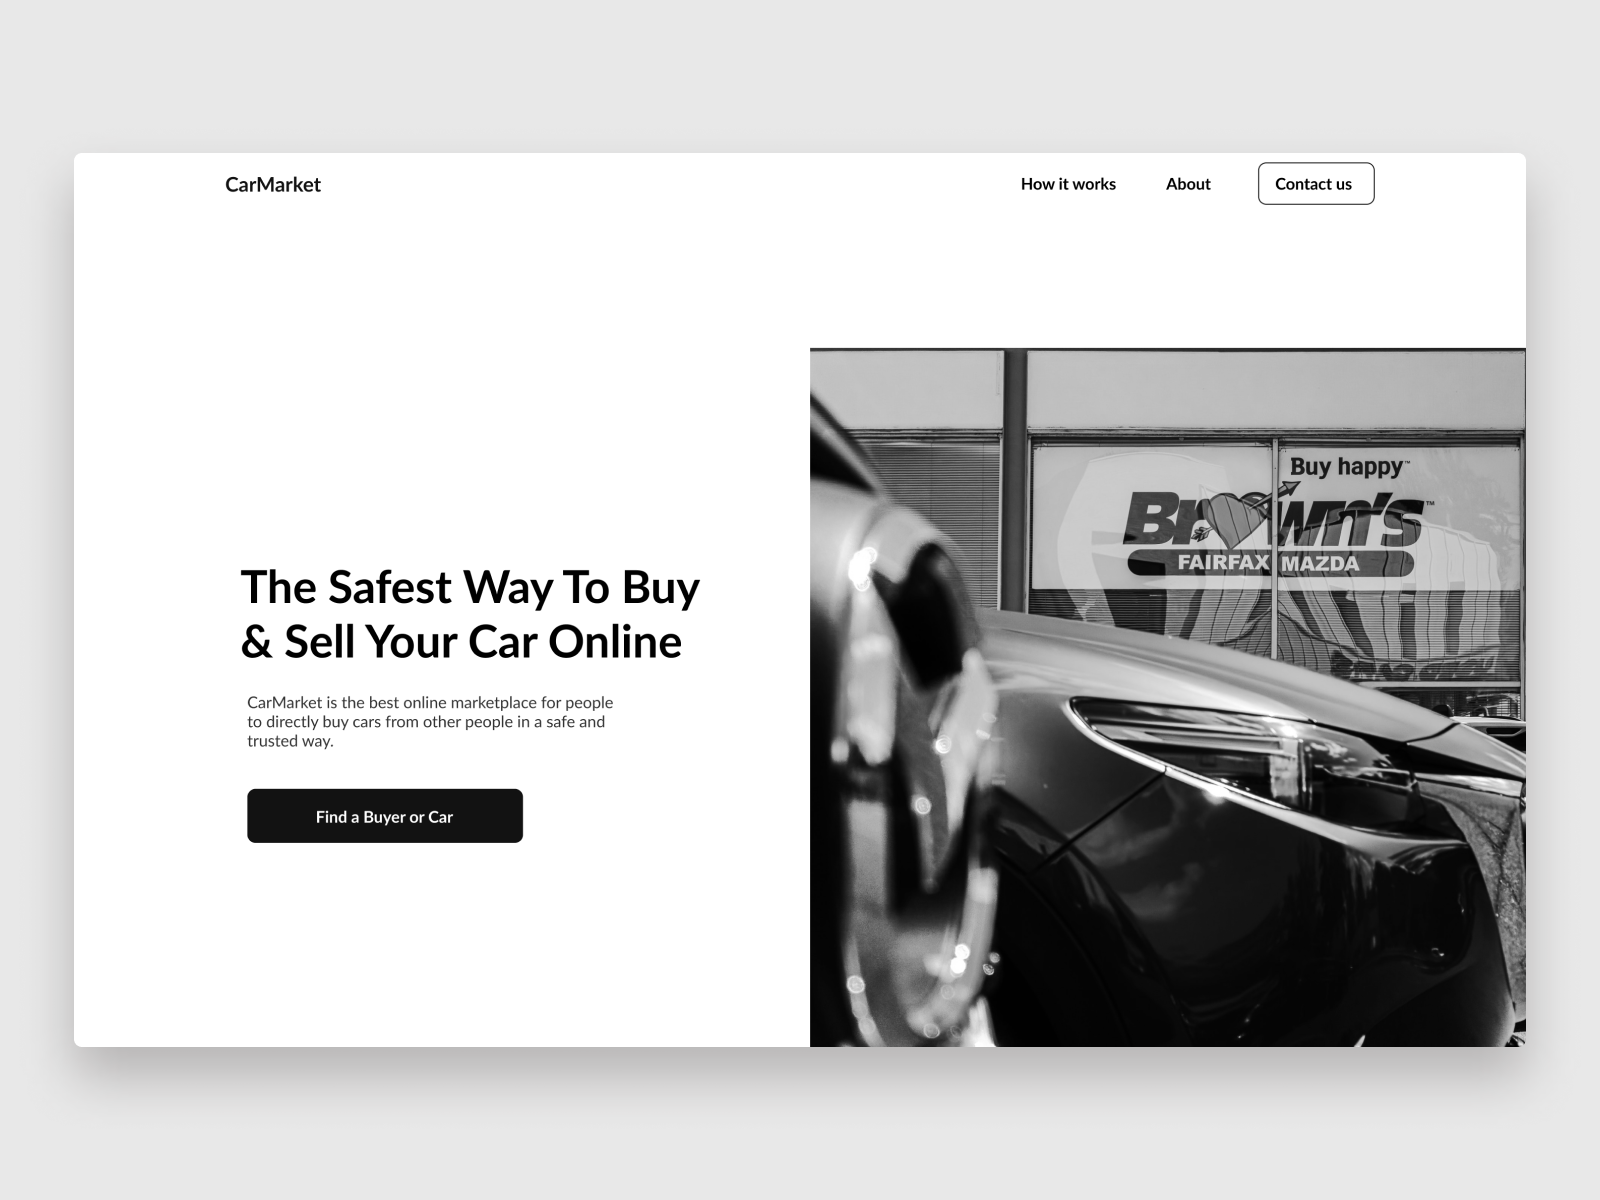 CarMarket
How it works
About
Contact us
The Safest Way To Buy
& Sell Your Car Online
CarMarket is the best online marketplace for people
to directly buy cars from other people in a safe and
trusted way.
Find a Buyer or Car
Buy happy™
Brown's™
FAIRFAX MAZDA